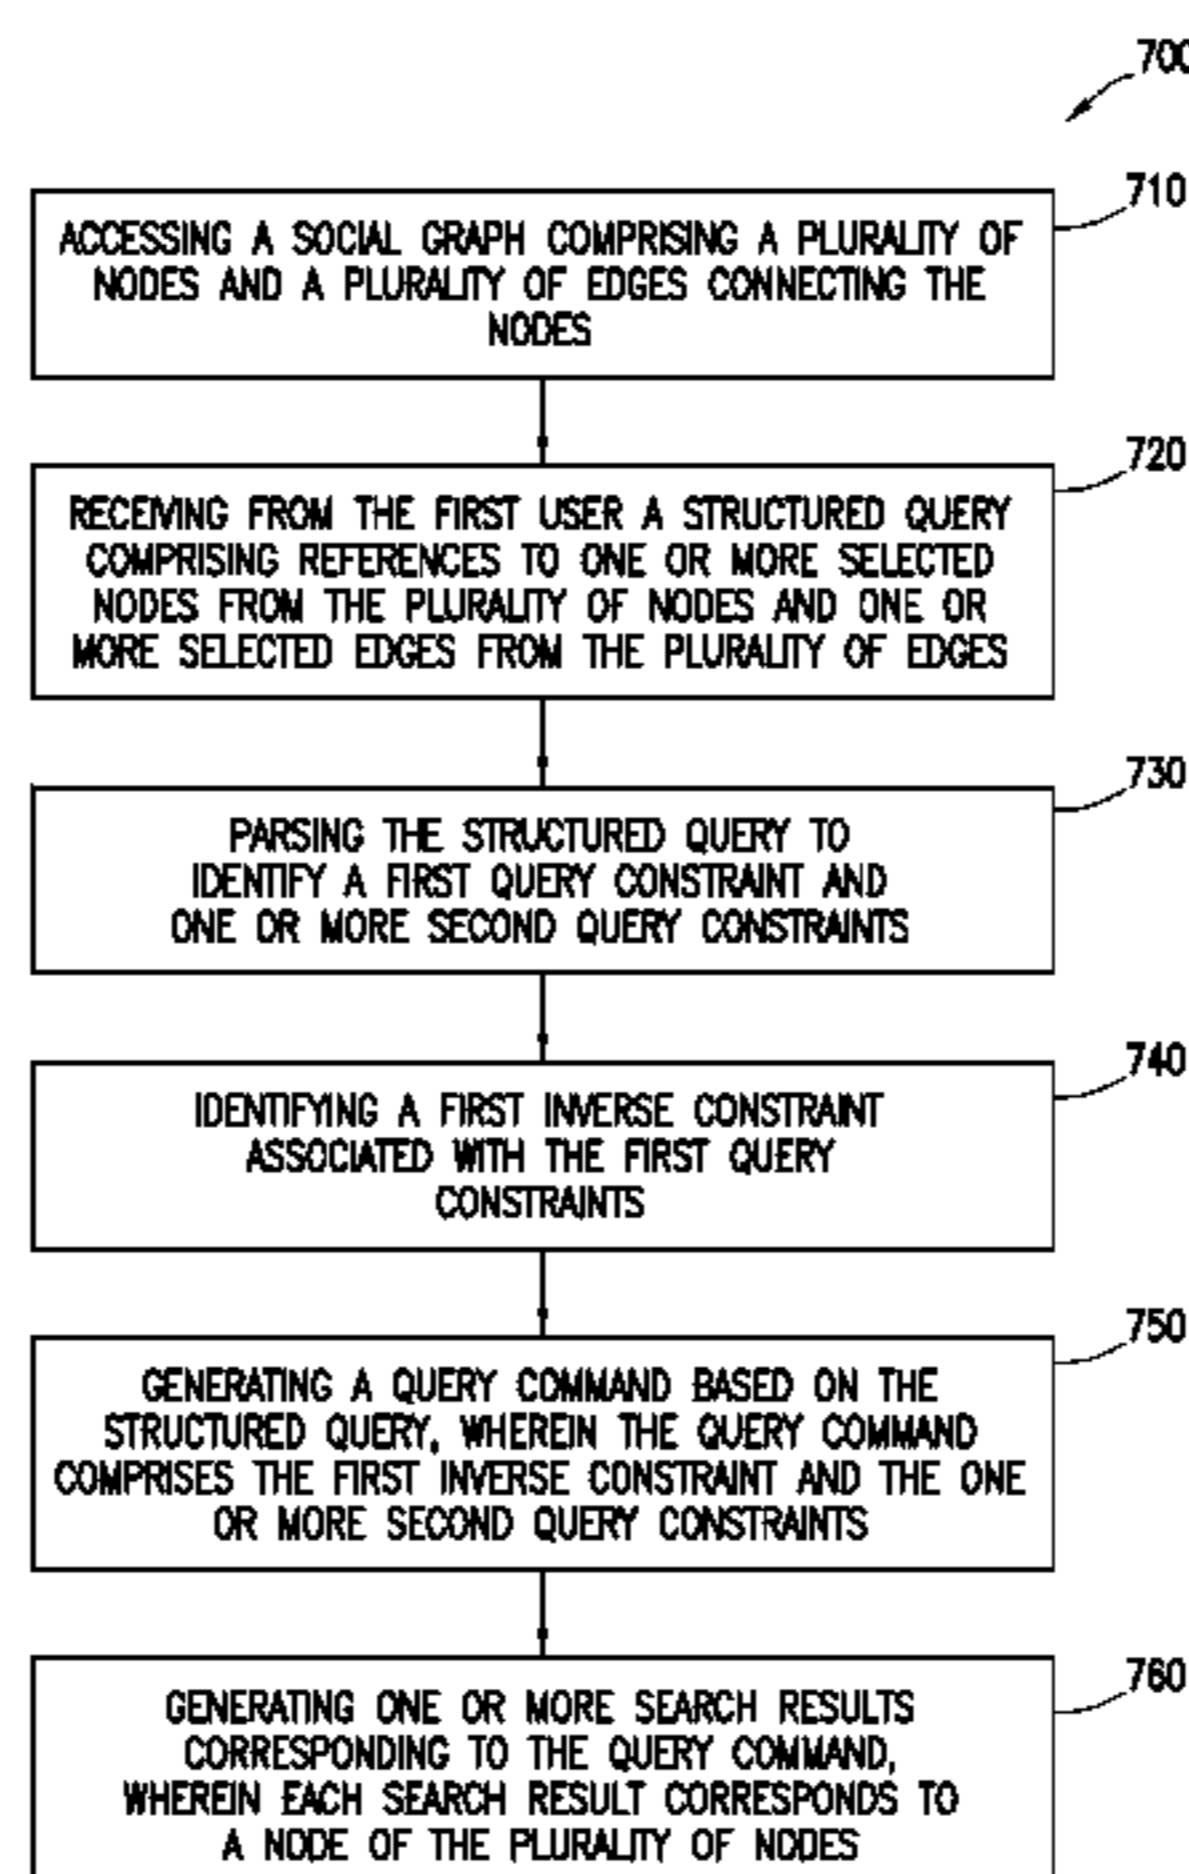 700
710
ACCESSING A SOCIAL GRAPH COMPRISING A PLURALITY OF
NODES AND A PLURALITY OF EDGES CONNECTING THE
NODES
720
RECEIVING FROM THE FIRST USER A STRUCTURED QUERY
COMPRISING REFERENCES TO ONE OR MORE SELECTED
NODES FROM THE PLURALITY OF NODES AND ONE OR
MORE SELECTED EDGES FROM THE PLURALITY OF EDGES
730
PARSING THE STRUCTURED QUERY TO
IDENTIFY A FIRST QUERY CONSTRAINT AND
ONE OR MORE SECOND QUERY CONSTRAINTS
740
IDENTIFYING A FIRST INVERSE CONSTRAINT
ASSOCIATED WITH THE FIRST QUERY
CONSTRAINTS
750
GENERATING A QUERY COMMAND BASED ON THE
STRUCTURED QUERY, WHEREIN THE QUERY COMMAND
COMPRISES THE FIRST INVERSE CONSTRAINT AND THE ONE
OR MORE SECOND QUERY CONSTRAINTS
760
GENERATING ONE OR MORE SEARCH RESULTS
CORRESPONDING TO THE QUERY COMMAND,
WHEREIN EACH SEARCH RESULT CORRESPONDS TO
A NODE OF THE PLURALITY OF NODES